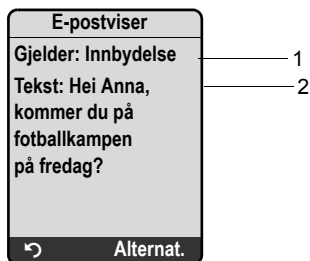 E-postviser
Gjelder: Innbydelse
1
Tekst: Hei Anna,
2
kommer du på
fotballkampen
på fredag?
Alternat.